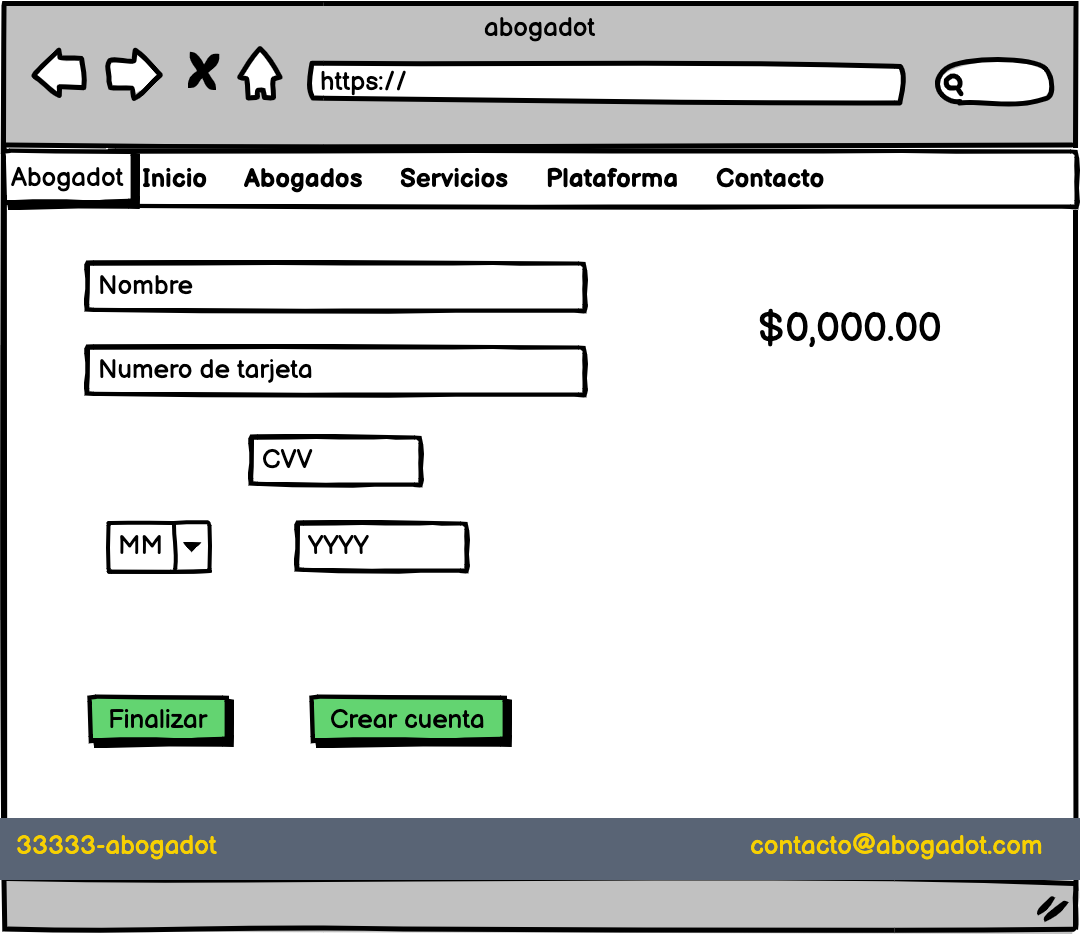 abogadot
https://
Abogadot Inicio Abogados Servicios Plataforma Contacto
Nombre
$0,000.00
Numero de tarjeta
CVV
MM YYYY
Finalizar Crear cuenta
33333-abogadot contacto@abogadot.com